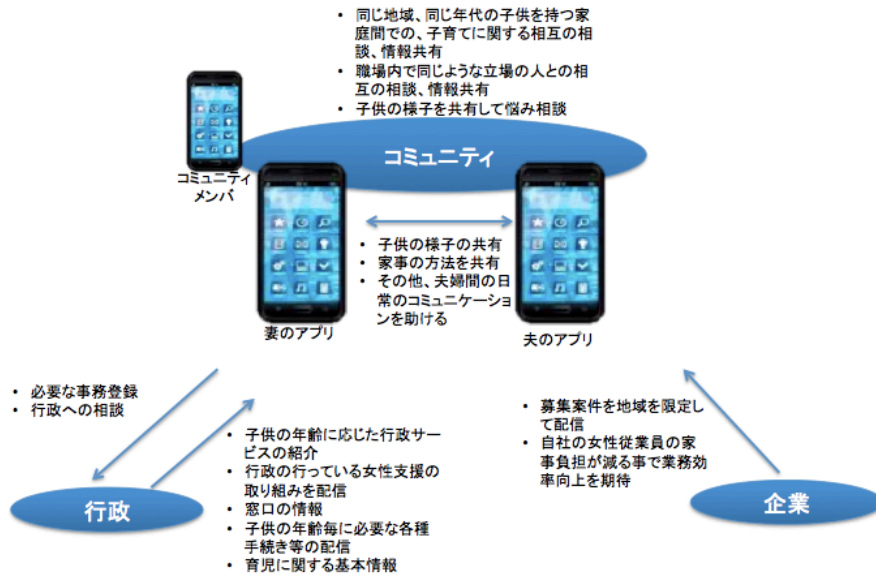 • 同じ地域、同じ年代の子供を持つ家
庭間での、子育てに関する相互の相
談、情報共有
• 職場内で同じような立場の人との相
互の相談、情報共有
• 子供の様子を共有して悩み相談
コミュニティ
コミュニティ
メンバ
• 子供の様子の共有
• 家事の方法を共有
• その他、夫婦間の日
常のコミュニケーショ
ンを助ける
妻のアプリ
夫のアプリ
• 必要な事務登録
• 行政への相談
• 子供の年齢に応じた行政サー
ビスの紹介
• 行政の行っている女性支援の
取り組みを配信
• 窓口の情報
• 子供の年齢毎に必要な各種
手続き等の配信
• 育児に関する基本情報
行政
• 募集案件を地域を限定し
て配信
• 自社の女性従業員の家
事負担が減る事で業務効
率向上を期待
企業